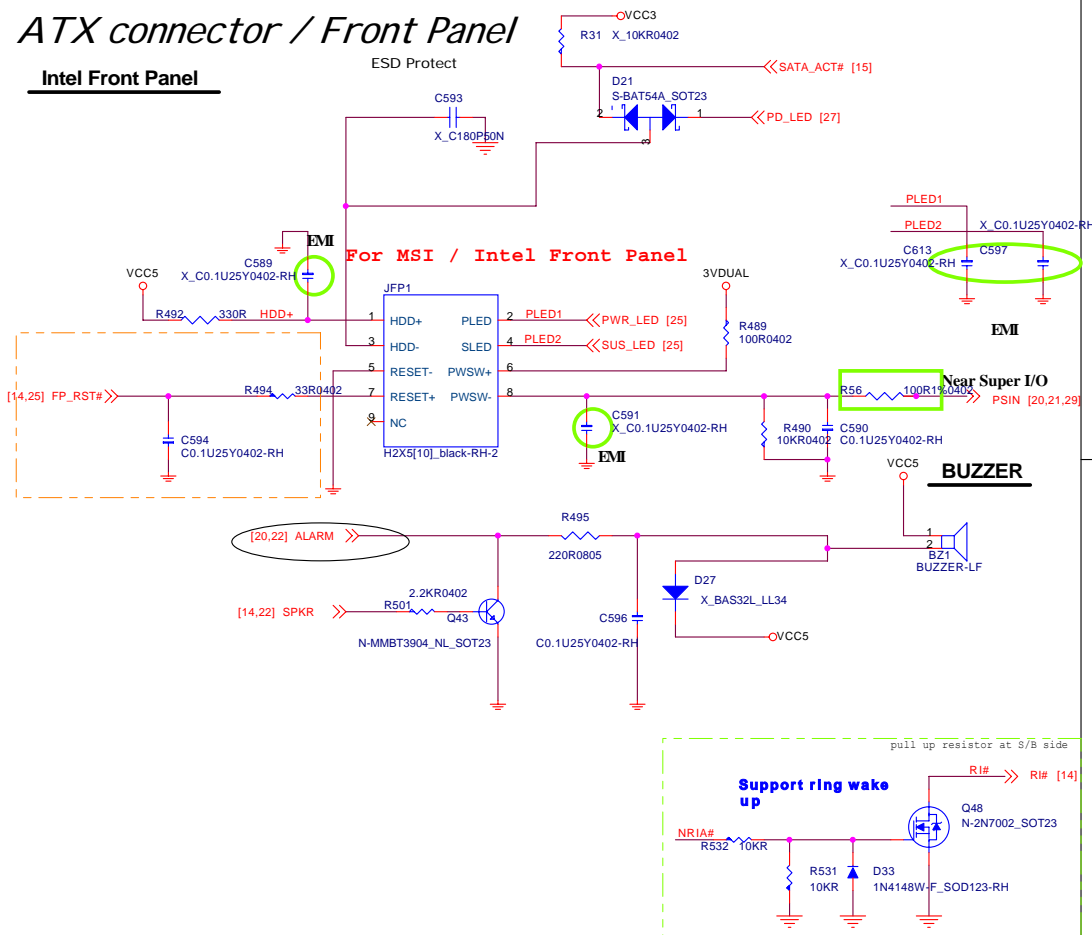 ATX connector / Front Panel
Intel Front Panel
ESD Protect
VCC3
R31 X_10KR0402
SATA_ACT# [15]
D21
S-BAT54A_SOT23
2
1
3
PD_LED [27]
C593
X_C180P50N
PLED1
PLED2
X_C0.1U25Y0402-RH
C613
C597
X_C0.1U25Y0402-RH
EMI
EMI
C589
X_C0.1U25Y0402-RH
For MSI / Intel Front Panel
VCC5
R492 330R HDD+
JFP1
1 HDD+ PLED 2 PLED1 PWR_LED [25]
3 HDD- SLED 4 PLED2 SUS_LED [25]
5 RESET- PWSW+ 6
7 RESET+ PWSW- 8
9 NC
H2X5[10]_black-RH-2
3VDUAL
R489
100R0402
[14,25] FP_RST#
R494 33R0402
C594
C0.1U25Y0402-RH
C591
X_C0.1U25Y0402-RH
EMI
R490
10KR0402
C590
C0.1U25Y0402-RH
R56 100R1%0402
Near Super I/O
PSIN [20,21,29]
VCC5
BUZZER
1
2
BZ1
BUZZER-LF
[20,22] ALARM
R495
220R0805
D27
X_BAS32L_LL34
VCC5
C596
C0.1U25Y0402-RH
[14,22] SPKR
2.2KR0402
R501
Q43
N-MMBT3904_NL_SOT23
pull up resistor at S/B side
RI# RI# [14]
Support ring wake
up
Q48
N-2N7002_SOT23
NRIA#
R532 10KR
R531
10KR
D33
1N4148W-F_SOD123-RH